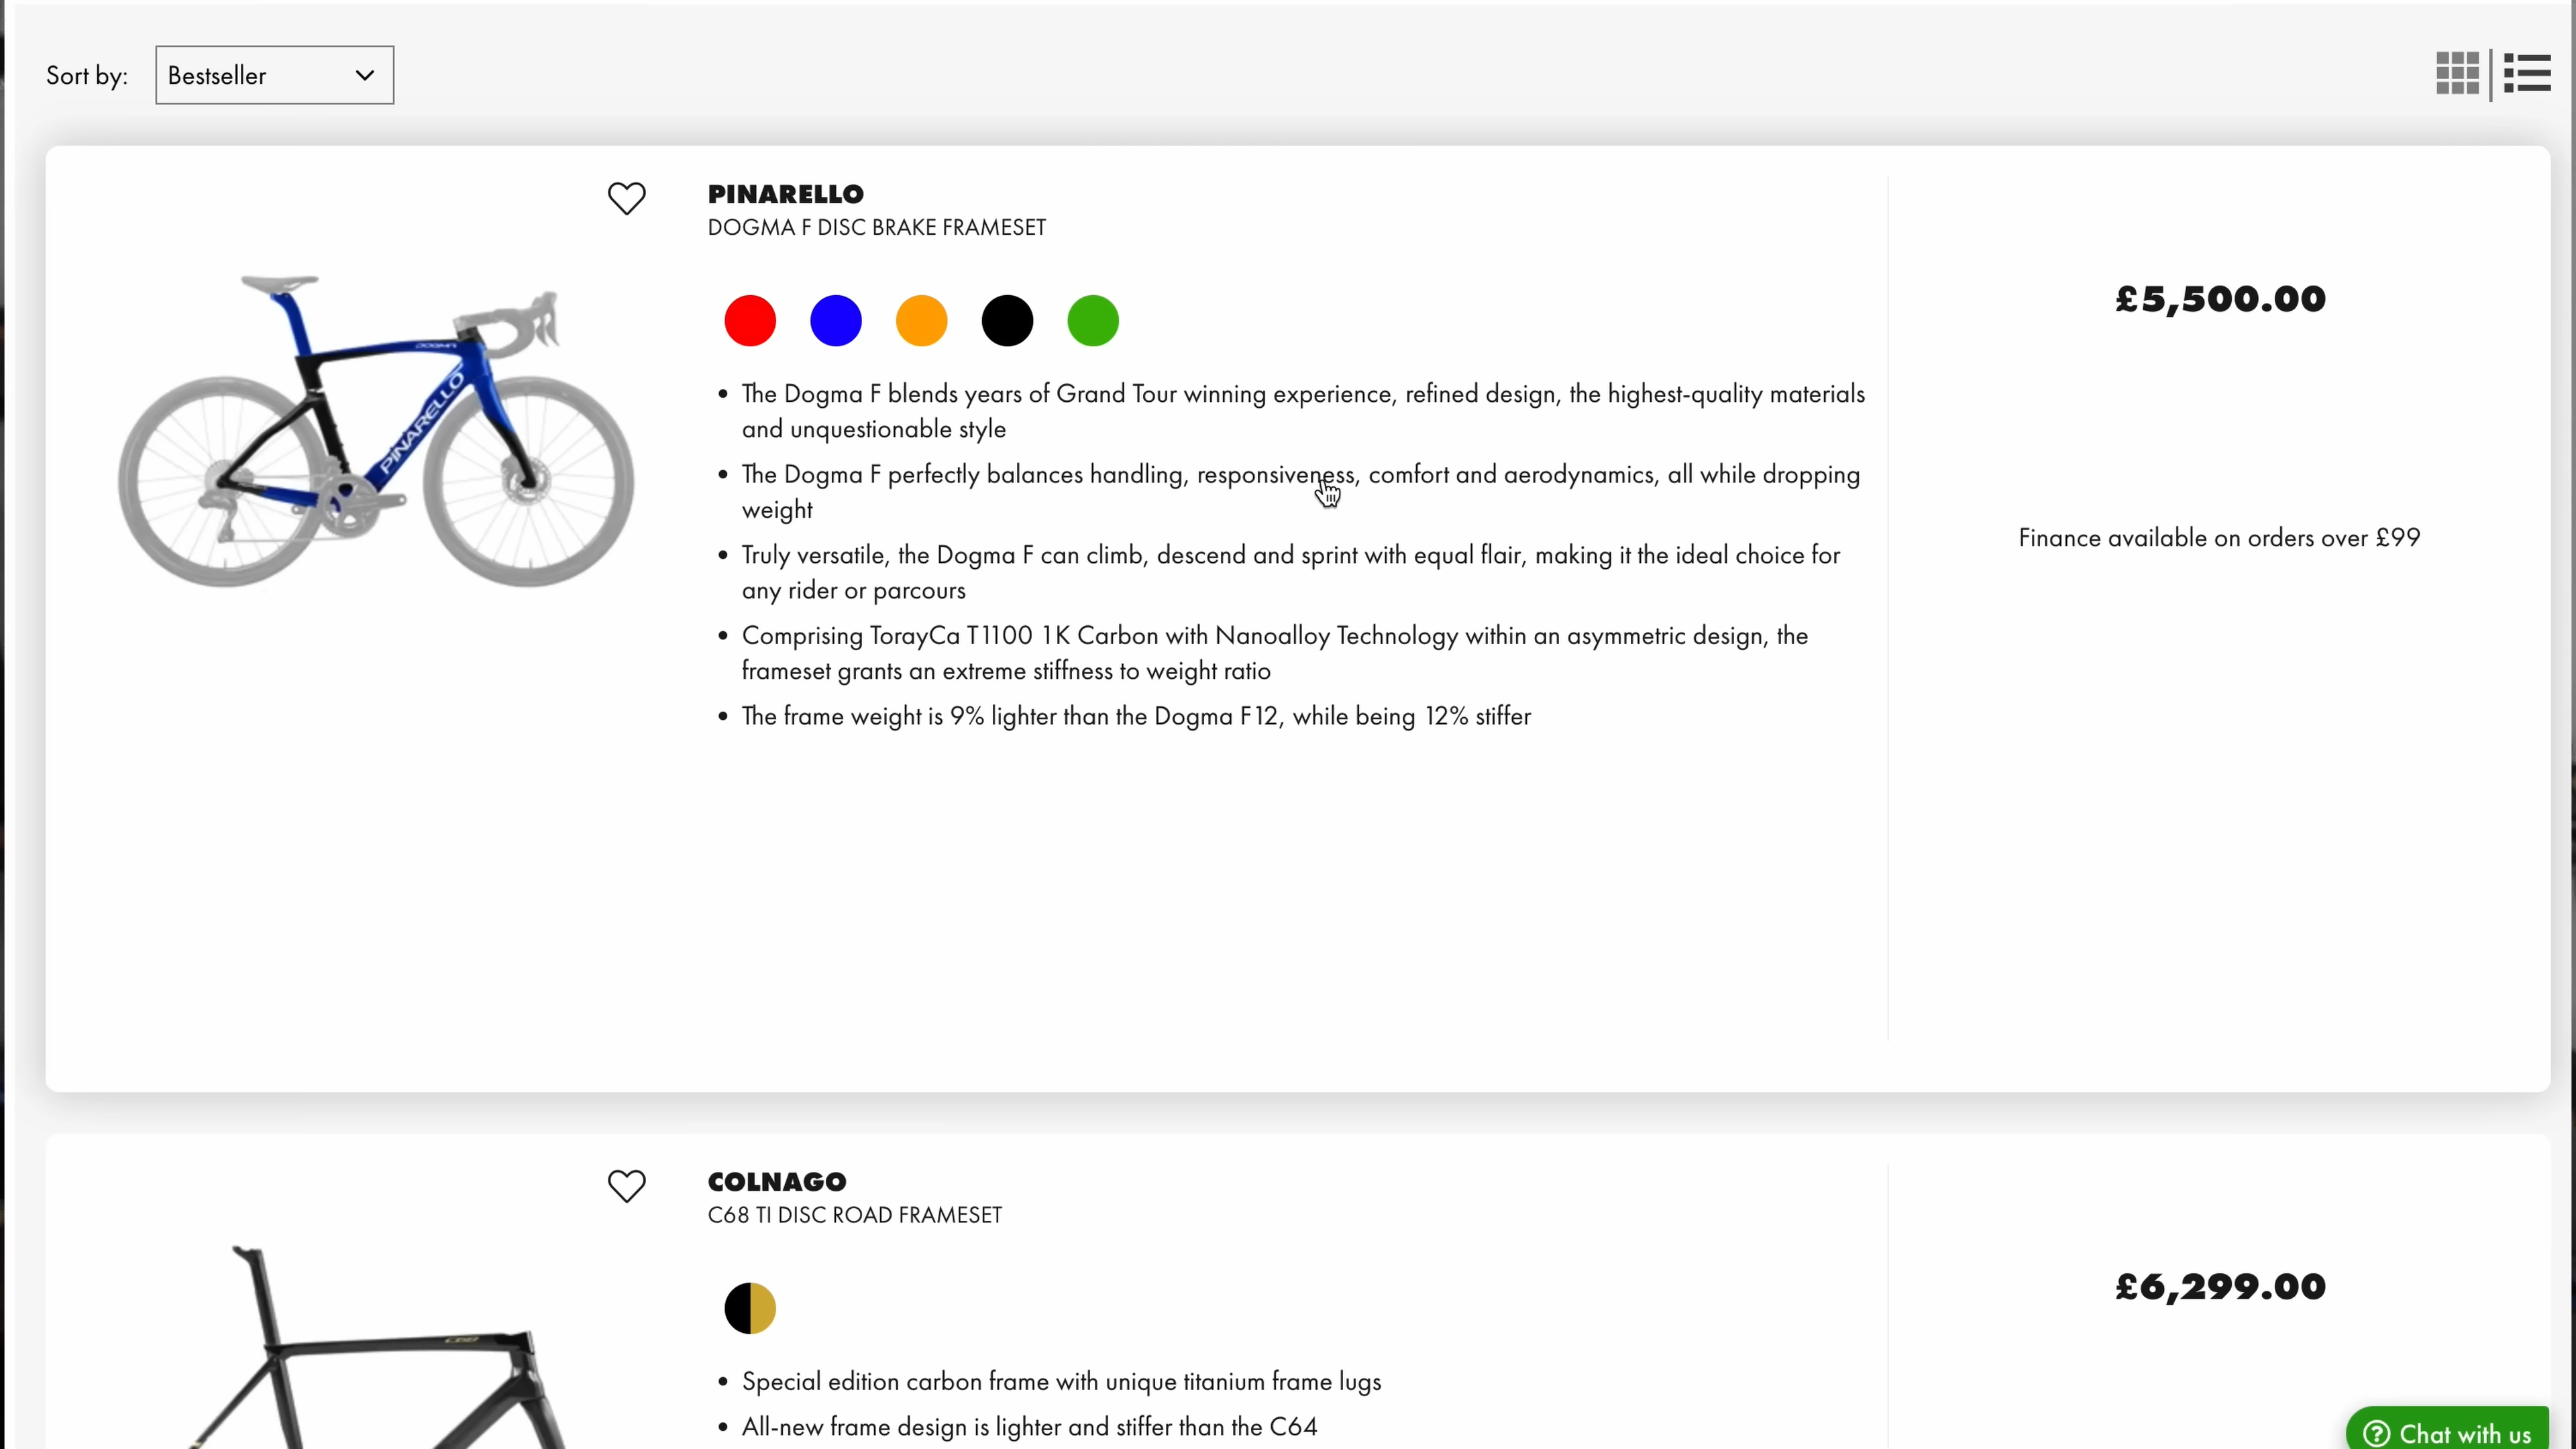 Sort by:
Bestseller
PINARELLO
DOGMA F DISC BRAKE FRAMESET
£5,500.00
DOGMA
PINARELLO
• The Dogma F blends years of Grand Tour winning experience, refined design, the highest-quality materials
and unquestionable style
• The Dogma F perfectly balances handling, responsiveness, comfort and aerodynamics, all while dropping
weight
Finance available on orders over £99
• Truly versatile, the Dogma F can climb, descend and sprint with equal flair, making it the ideal choice for
any rider or parcours
• Comprising TorayCa T1100 1K Carbon with Nanoalloy Technology within an asymmetric design, the
frameset grants an extreme stiffness to weight ratio
• The frame weight is 9% lighter than the Dogma F12, while being 12% stiffer
COLNAGO
C68 TI DISC ROAD FRAMESET
£6,299.00
C68
• Special edition carbon frame with unique titanium frame lugs
• All-new frame design is lighter and stiffer than the C64
? Chat with us